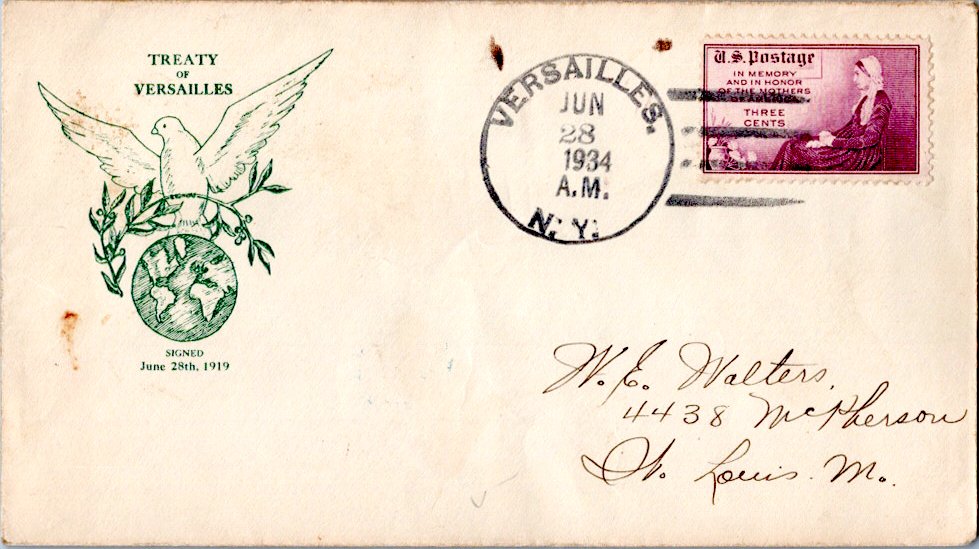 TREATY
OF
VERSAILLES
SIGNED
June 28th, 1919
VERSAILLES.
JUN
28
1934
A.M.
N. Y.
U.S. Postage
IN MEMORY
AND IN HONOR
OF THE MOTHERS
THREE
CENTS
W. E. Walters,
4438 McPherson
St. Louis. Mo.